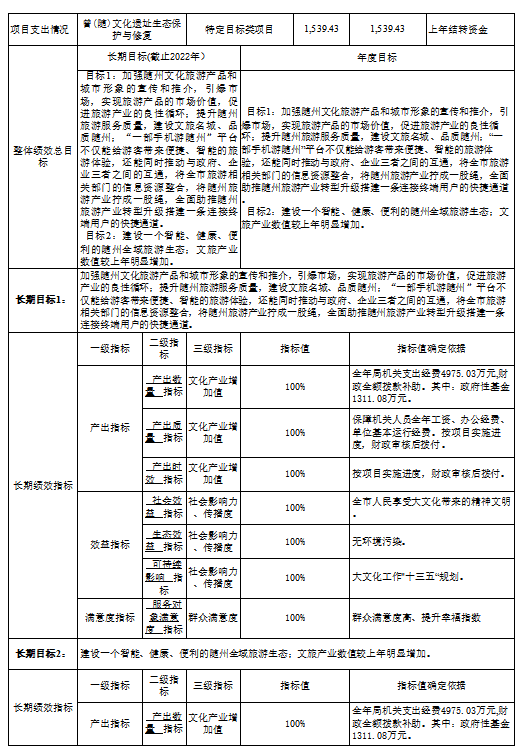 项目支出情况
曾(随)文化遗址生态保
护与修复
特定目标类项目
1,539.43
1,539.43
上年结转资金
整体绩效总目
标
长期目标(截止2022年)
年度目标
目标1：加强随州文化旅游产品和
城市形象的宣传和推介，引爆市
场，实现旅游产品的市场价值，促
进旅游产业的良性循环；提升随州
旅游服务质量，建设文旅名城、品
质随州；“一部手机游随州”平台
不仅能给游客带来便捷、智能的旅
游体验，还能同时推动与政府、企
业三者之间的互通，将全市旅游相
关部门的信息资源整合，将随州旅
游产业拧成一股绳，全面助推随州
旅游产业转型升级搭建一条连接终
端用户的快捷通道。
目标2：建设一个智能、健康、便
利的随州全域旅游生态；文旅产业
数值较上年明显增加。
目标1：加强随州文化旅游产品和城市形象的宣传和推介，引
爆市场，实现旅游产品的市场价值，促进旅游产业的良性循
环；提升随州旅游服务质量，建设文旅名城、品质随州；“一
部手机游随州”平台不仅能给游客带来便捷、智能的旅游体
验，还能同时推动与政府、企业三者之间的互通，将全市旅游
相关部门的信息资源整合，将随州旅游产业拧成一股绳，全面
助推随州旅游产业转型升级搭建一条连接终端用户的快捷通道
。
目标2：建设一个智能、健康、便利的随州全域旅游生态；文旅
产业数值较上年明显增加。
长期目标1：
加强随州文化旅游产品和城市形象的宣传和推介，引爆市场，实现旅游产品的市场价值，促进旅游
产业的良性循环；提升随州旅游服务质量，建设文旅名城、品质随州；“一部手机游随州”平台不
仅能给游客带来便捷、智能的旅游体验，还能同时推动与政府、企业三者之间的互通，将全市旅游
相关部门的信息资源整合，将随州旅游产业拧成一股绳，全面助推随州旅游产业转型升级搭建一条
连接终端用户的快捷通道。
长期绩效指标
一级指标
二级指
标
三级指标
指标值
指标值确定依据
产出指标
产出数
量 指标
文化产业增
加值
100%
全年局机关支出经费4975.03万元,财
政全额拨款补助。其中：政府性基金
1311.08万元。
产出质
量 指标
文化产业增
加值
100%
保障机关人员全年工资、办公经费、
单位基本运行经费。按项目实施进
度，财政审核后拨付。
产出时
效 指标
文化产业增
加值
100%
按项目实施进度，财政审核后拨付。
效益指标
社会效
益 指标
社会影响力
、传播度
100%
全市人民享受大文化带来的精神文明
。
生态效
益 指标
社会影响力
、传播度
100%
无环境污染。
可持续
影响 指
标
社会影响力
、传播度
100%
大文化工作"十三五“规划。
满意度指标
服务对
象满意
度 指标
群众满意度
100%
群众满意度高、提升幸福指数
长期目标2：
建设一个智能、健康、便利的随州全域旅游生态；文旅产业数值较上年明显增加。
长期绩效指标
一级指标
二级指
标
三级指标
指标值
指标值确定依据
产出指标
产出数
量 指标
文化产业增
加值
100%
全年局机关支出经费4975.03万元,财
政全额拨款补助。其中：政府性基金
1311.08万元。